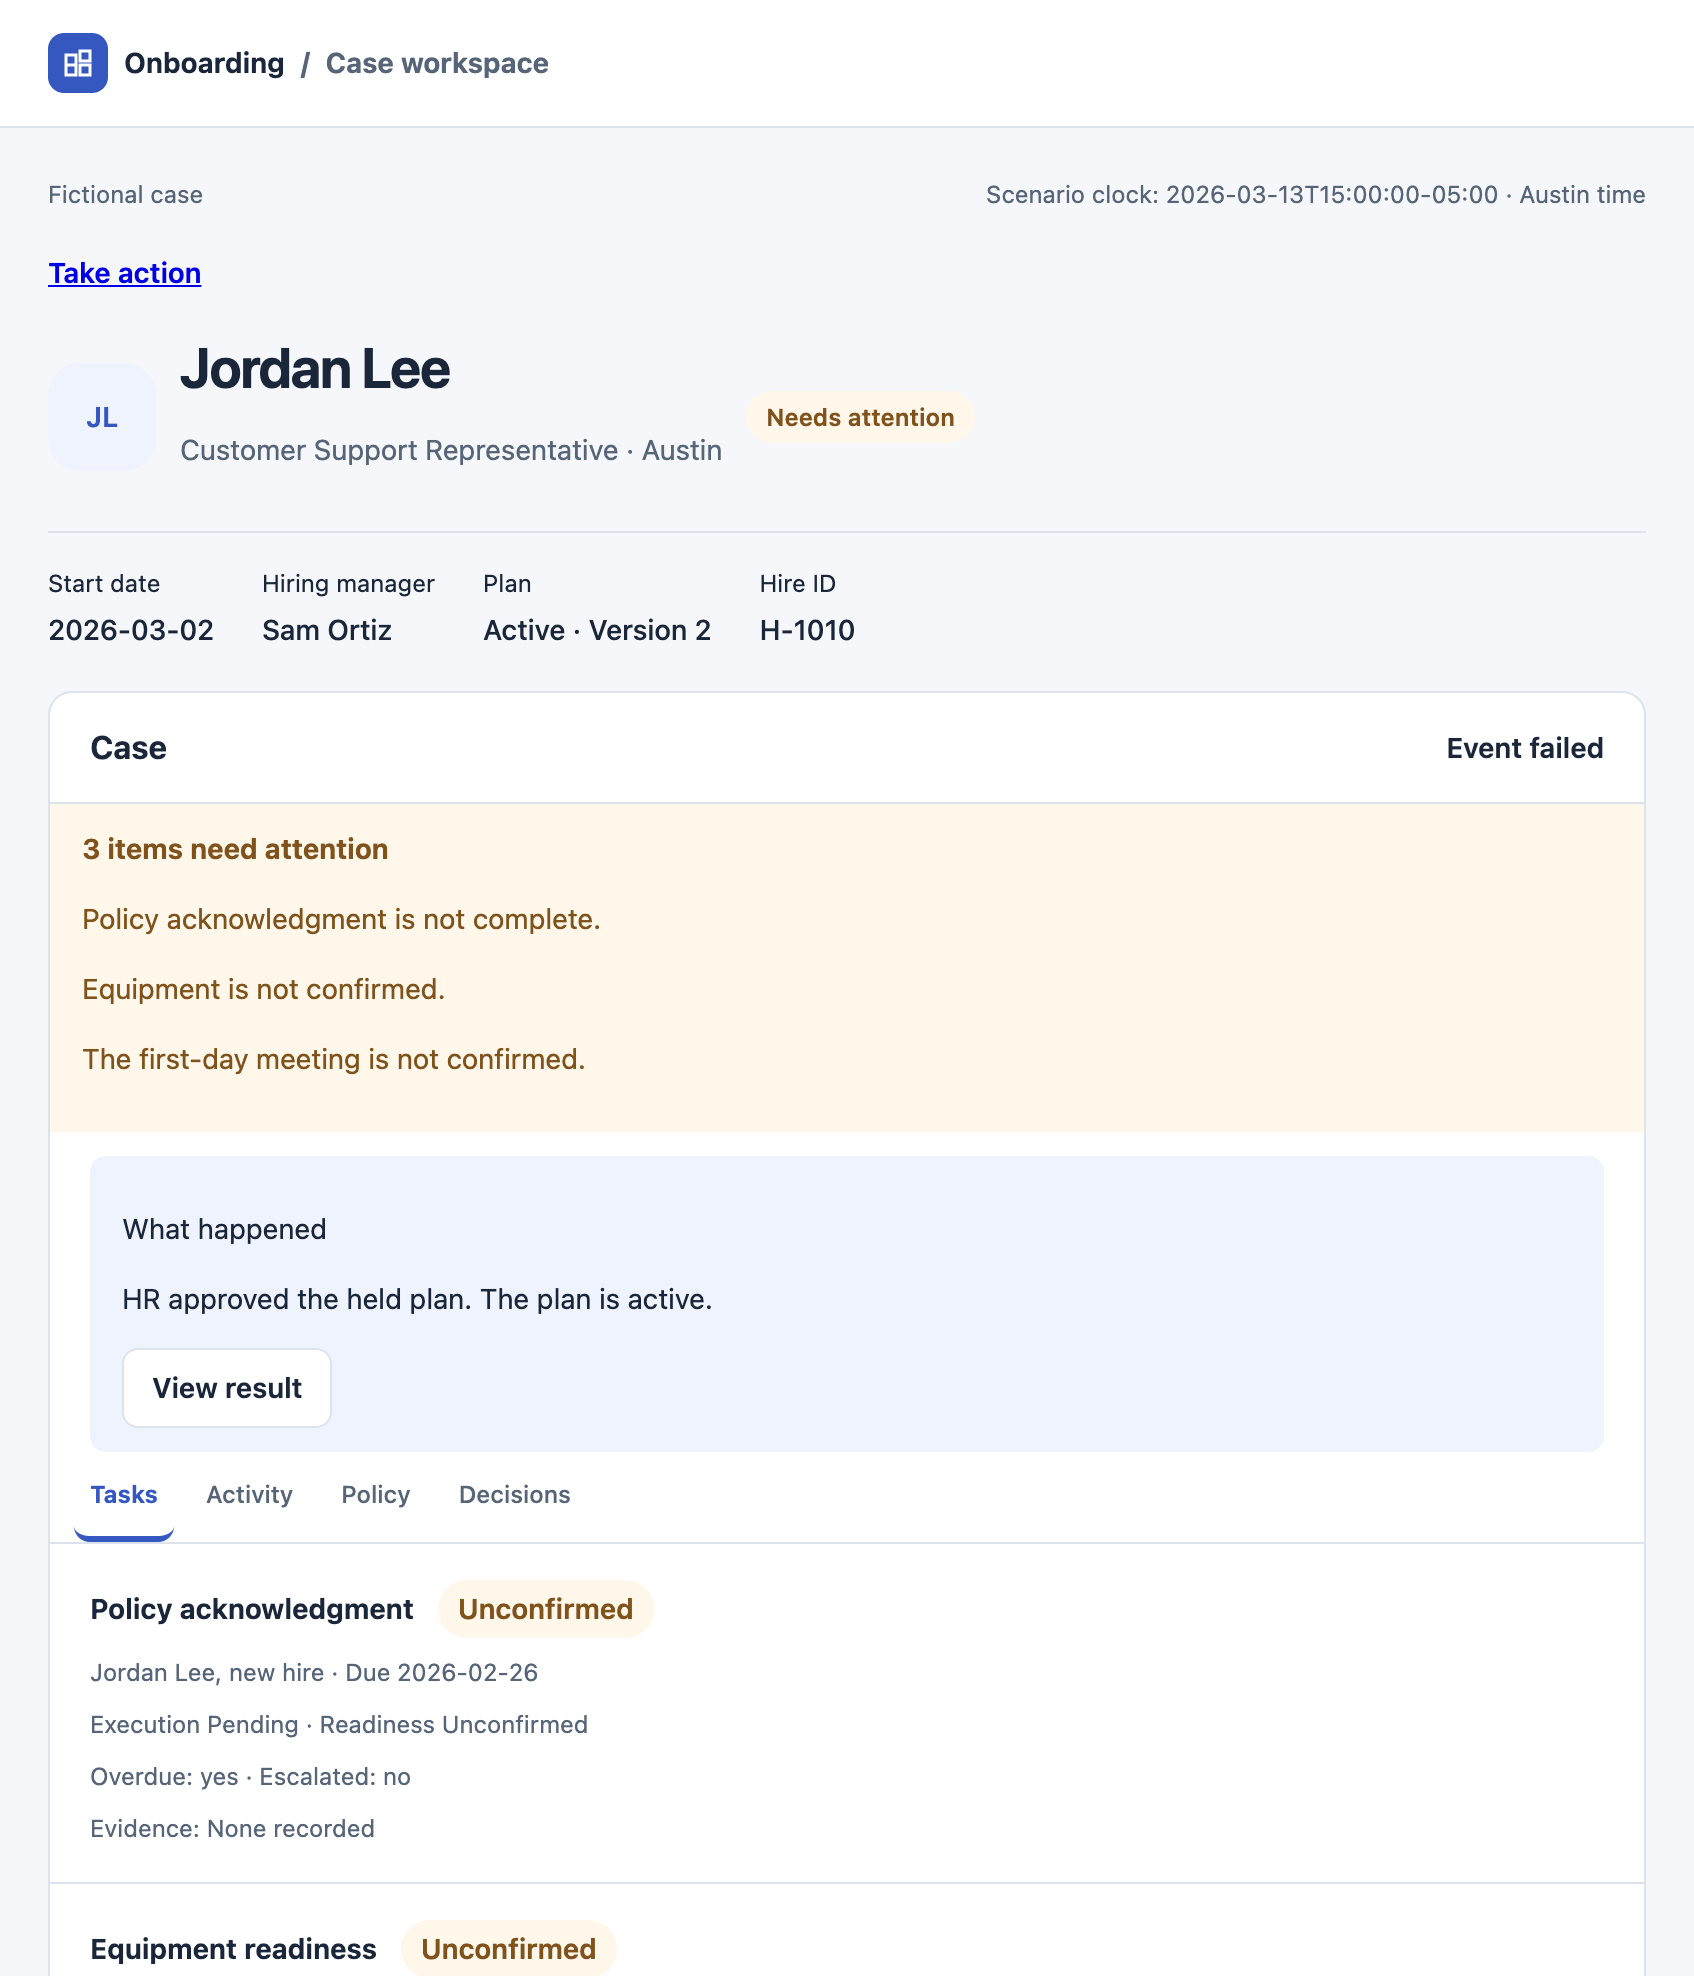 Onboarding / Case workspace
Fictional case
Scenario clock: 2026-03-13T15:00:00-05:00 · Austin time
Take action
JL
Jordan Lee
Customer Support Representative · Austin
Needs attention
Start date
2026-03-02
Hiring manager
Sam Ortiz
Plan
Active · Version 2
Hire ID
H-1010
Case
Event failed
3 items need attention
Policy acknowledgment is not complete.
Equipment is not confirmed.
The first-day meeting is not confirmed.
What happened
HR approved the held plan. The plan is active.
View result
Tasks Activity Policy Decisions
Policy acknowledgment Unconfirmed
Jordan Lee, new hire · Due 2026-02-26
Execution Pending · Readiness Unconfirmed
Overdue: yes · Escalated: no
Evidence: None recorded
Equipment readiness Unconfirmed